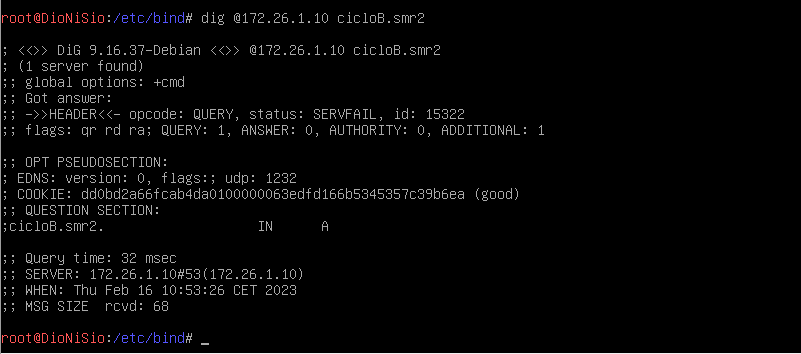 root@DioNiSio:/etc/bind# dig @172.26.1.10 cicloB.smr2
; <<>> DiG 9.16.37-Debian <<>> @172.26.1.10 cicloB.smr2
; (1 server found)
;; global options: +cmd
;; Got answer:
;; ->>HEADER<<- opcode: QUERY, status: SERVFAIL, id: 15322
;; flags: qr rd ra; QUERY: 1, ANSWER: 0, AUTHORITY: 0, ADDITIONAL: 1
;; OPT PSEUDOSECTION:
; EDNS: version: 0, flags:; udp: 1232
; COOKIE: dd0bd2a66fcab4da0100000063edfd166b5345357c39b6ea (good)
;; QUESTION SECTION:
;cicloB.smr2. IN A
;; Query time: 32 msec
;; SERVER: 172.26.1.10#53(172.26.1.10)
;; WHEN: Thu Feb 16 10:53:26 CET 2023
;; MSG SIZE rcvd: 68
root@DioNiSio:/etc/bind# _